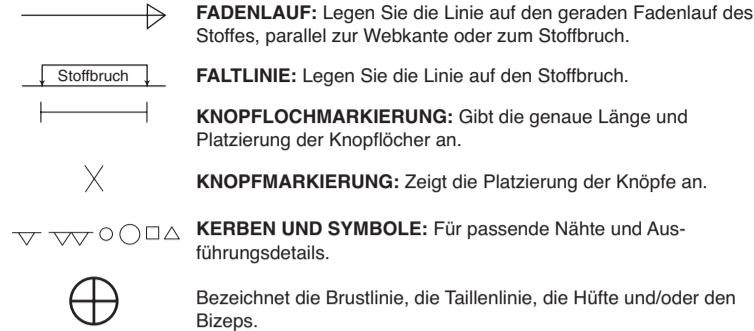 FADENLAUF: Legen Sie die Linie auf den geraden Fadenlauf des
Stoffes, parallel zur Webkante oder zum Stoffbruch.
Stoffbruch
FALTLINIE: Legen Sie die Linie auf den Stoffbruch.
KNOPFLOCHMARKIERUNG: Gibt die genaue Länge und
Platzierung der Knopflöcher an.
KNOPFMARKIERUNG: Zeigt die Platzierung der Knöpfe an.
KERBEN UND SYMBOLE: Für passende Nähte und Aus-
führungsdetails.
Bezeichnet die Brustlinie, die Taillenlinie, die Hüfte und/oder den
Bizeps.